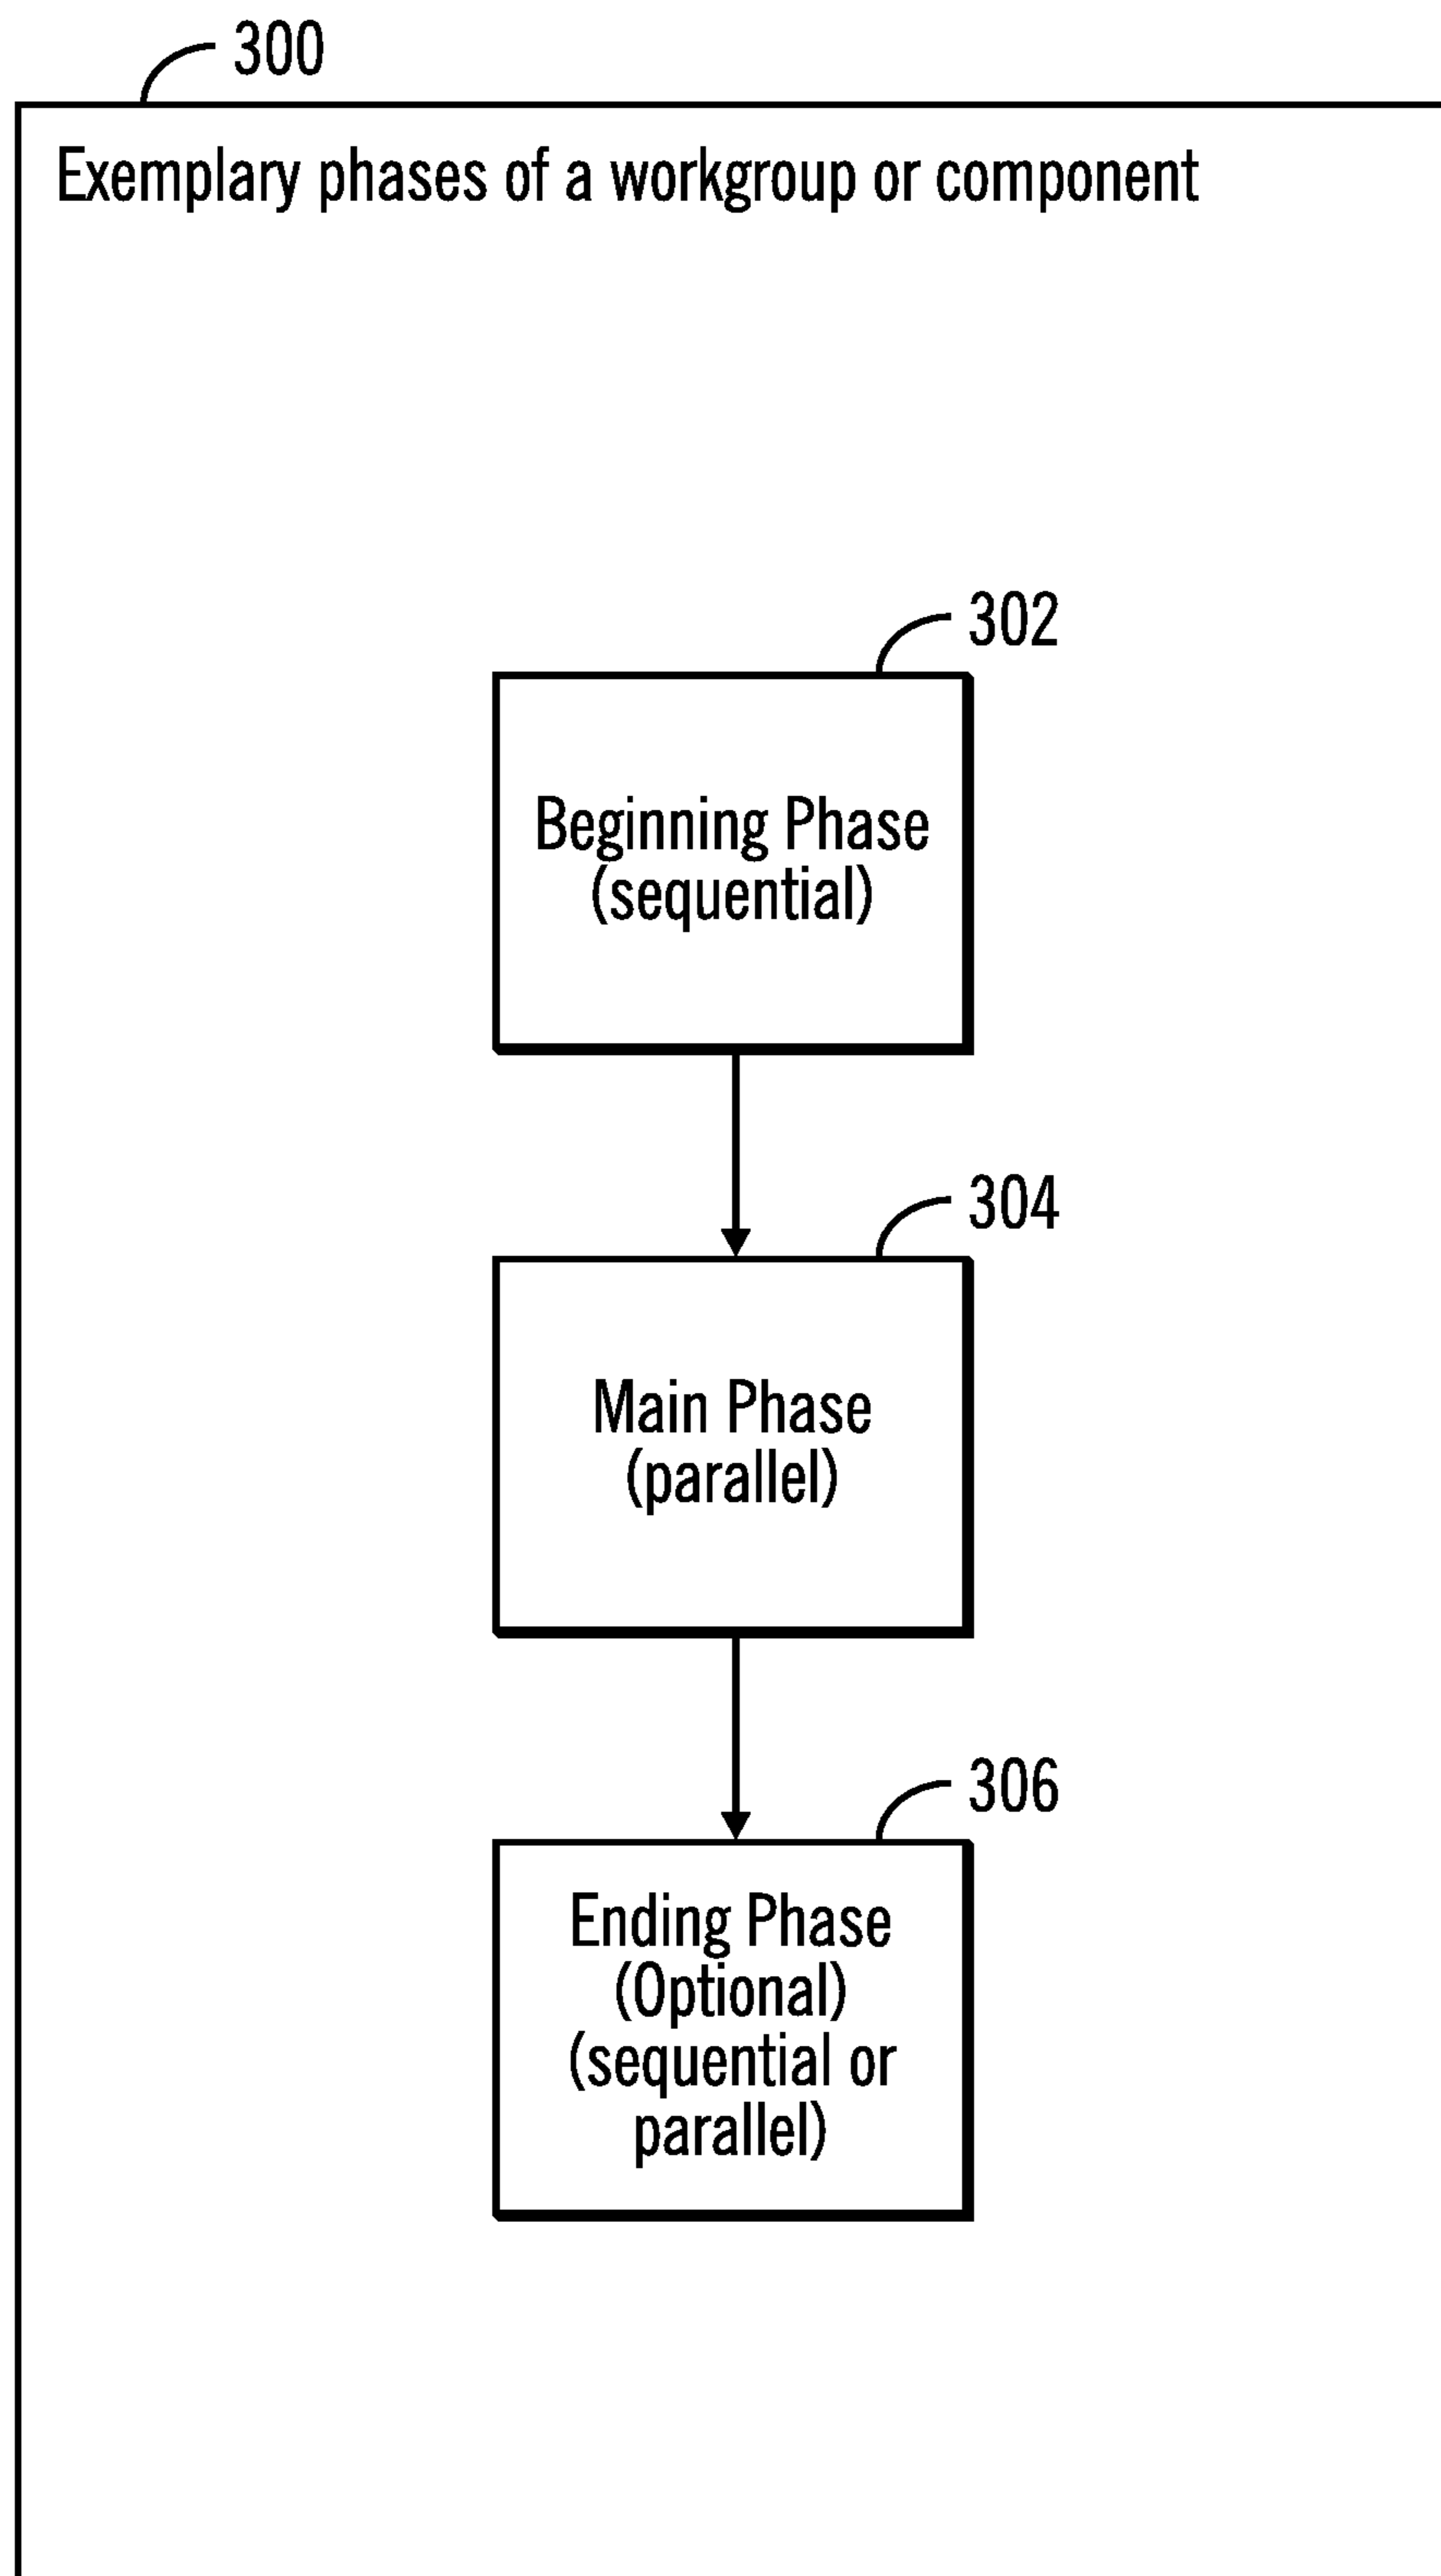 300
Exemplary phases of a workgroup or component
302
Beginning Phase
(sequential)
304
Main Phase
(parallel)
306
Ending Phase
(Optional)
(sequential or
parallel)